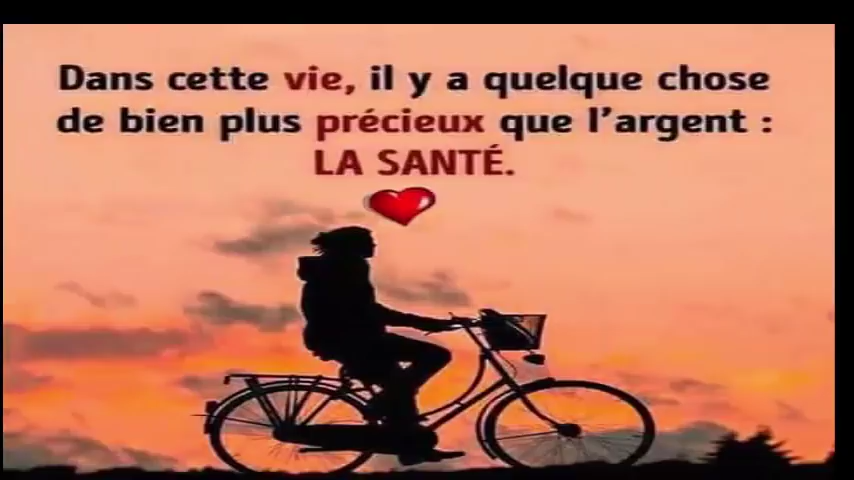 Dans cette vie, il y a quelque chose
de bien plus précieux que l'argent :
LA SANTÉ.